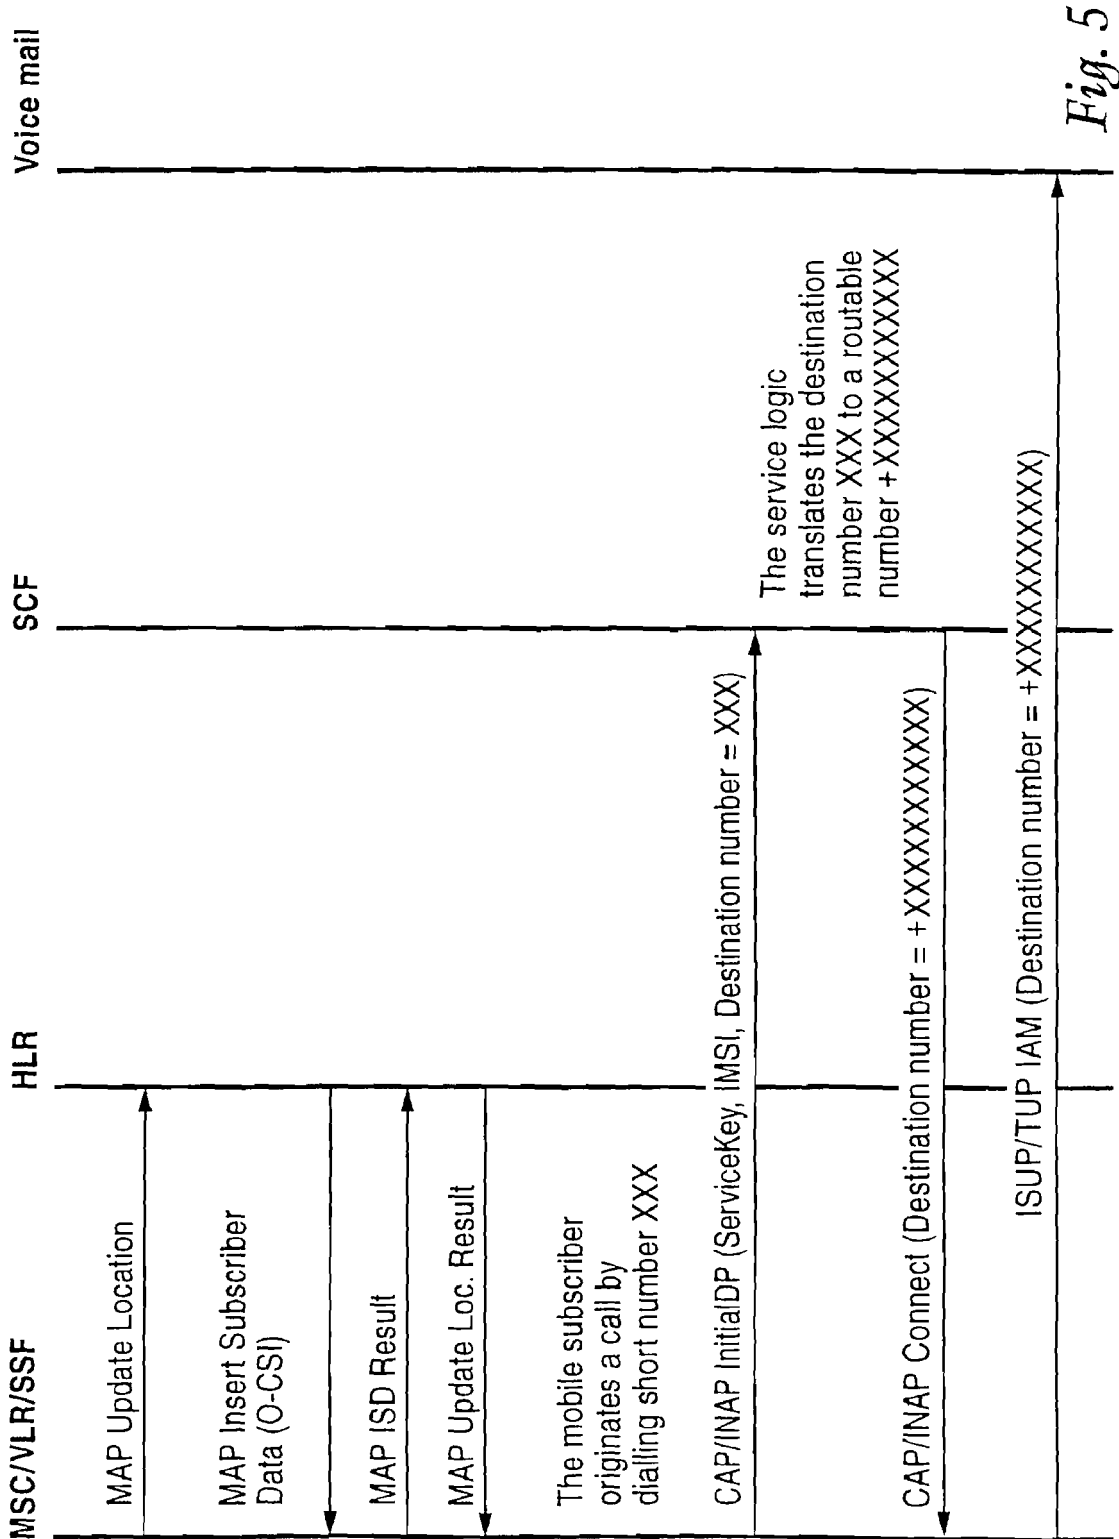 MSC/VLR/SSF
HLR
SCF
Voice mail
MAP Update Location
MAP Insert Subscriber
Data (O-CSI)
MAP ISD Result
MAP Update Loc. Result
The mobile subscriber
originates a call by
dialling short number XXX
CAP/INAP InitialDP (ServiceKey, IMSI, Destination number = XXX)
The service logic
translates the destination
number XXX to a routable
number +XXXXXXXXXXX
CAP/INAP Connect (Destination number = +XXXXXXXXXX)
ISUP/TUP IAM (Destination number = +XXXXXXXXXX)
Fig. 5